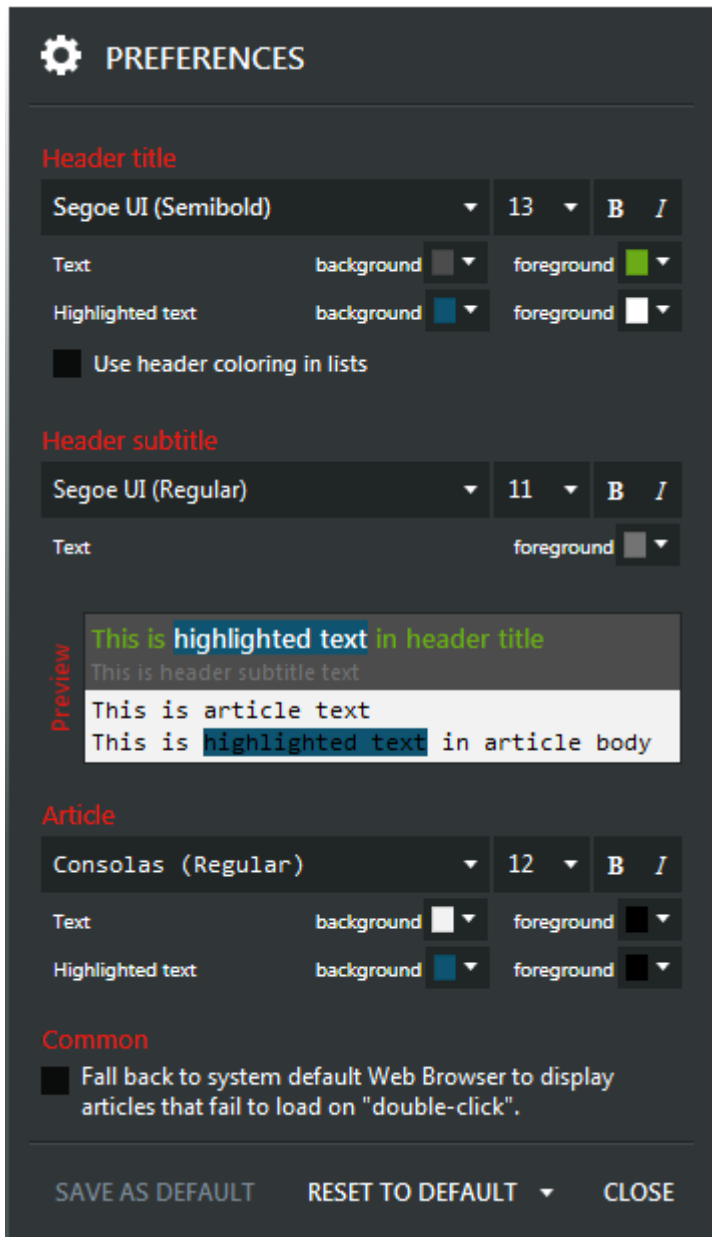 PREFERENCES
Header title
Segoe UI (Semibold) 13 B I
Text background foreground
Highlighted text background foreground
Use header coloring in lists
Header subtitle
Segoe UI (Regular) 11 B I
Text foreground
Preview
This is highlighted text in header title
This is header subtitle text
This is article text
This is highlighted text in article body
Article
Consolas (Regular) 12 B I
Text background foreground
Highlighted text background foreground
Common
Fall back to system default Web Browser to display
articles that fail to load on "double-click".
SAVE AS DEFAULT RESET TO DEFAULT CLOSE